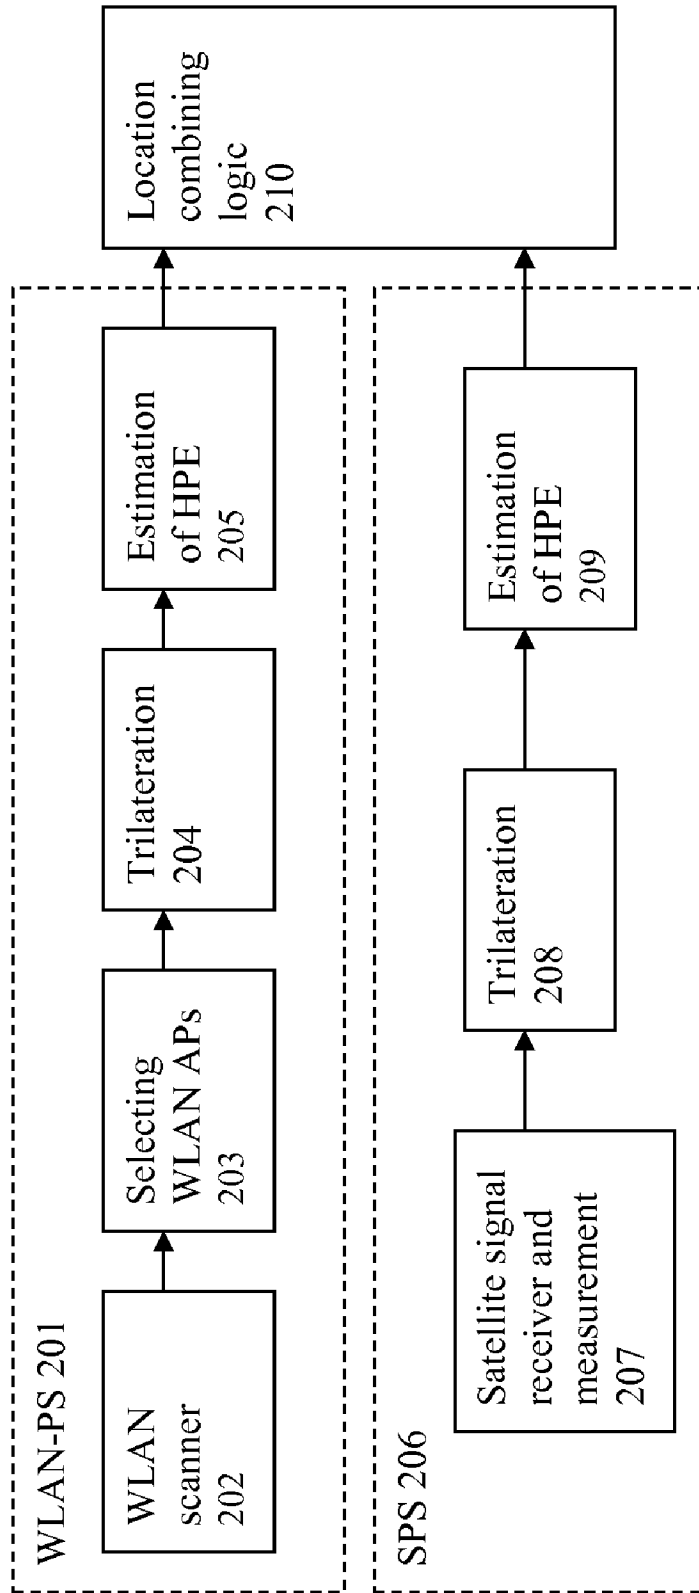 WLAN-PS 201
WLAN
scanner
202
Selecting
WLAN APs
203
Trilateration
204
Estimation
of HPE
205
Location
combining
logic
210
SPS 206
Satellite signal
receiver and
measurement
207
Trilateration
208
Estimation
of HPE
209